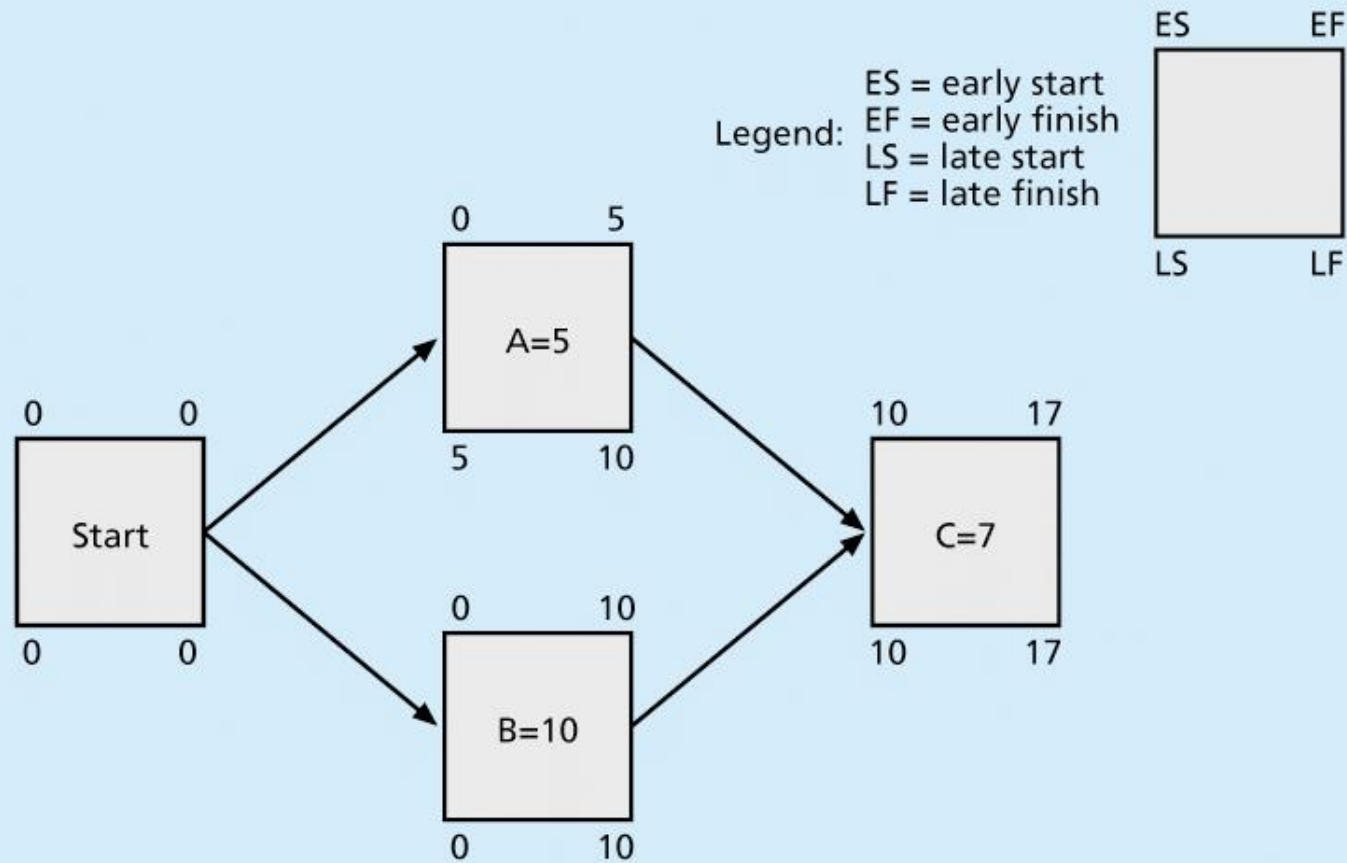 ES EF
ES = early start
EF = early finish
Legend:
LS = late start
LF = late finish
LS LF
0 5
A=5
5 10
0 0
Start
0 0
10 17
C=7
10 17
0 10
B=10
0 10